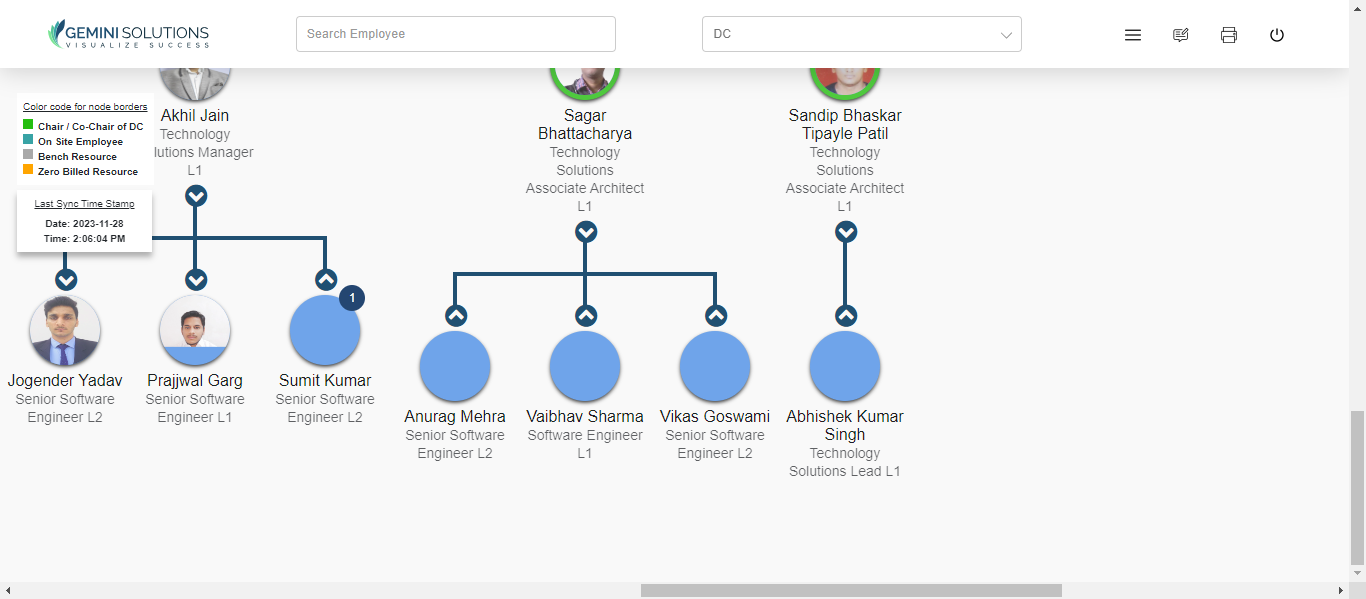 GEMINI SOLUTIONS
VISUALIZE SUCCESS
Search Employee
DC
Color code for node borders
Chair / Co-Chair of DC
On Site Employee
Bench Resource
Zero Billed Resource
Last Sync Time Stamp
Date: 2023-11-28
Time: 2:06:04 PM
Akhil Jain
Technology
lutions Manager
L1
Sagar
Bhattacharya
Technology
Solutions
Associate Architect
L1
Sandip Bhaskar
Tipayle Patil
Technology
Solutions
Associate Architect
L1
Jogender Yadav
Senior Software
Engineer L2
Prajjwal Garg
Senior Software
Engineer L1
1
Sumit Kumar
Senior Software
Engineer L2
Anurag Mehra
Senior Software
Engineer L2
Vaibhav Sharma
Software Engineer
L1
Vikas Goswami
Senior Software
Engineer L2
Abhishek Kumar
Singh
Technology
Solutions Lead L1